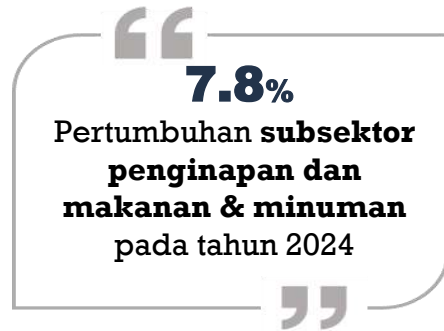 “
7.8%
Pertumbuhan subsektor
penginapan dan
makanan & minuman
pada tahun 2024
”